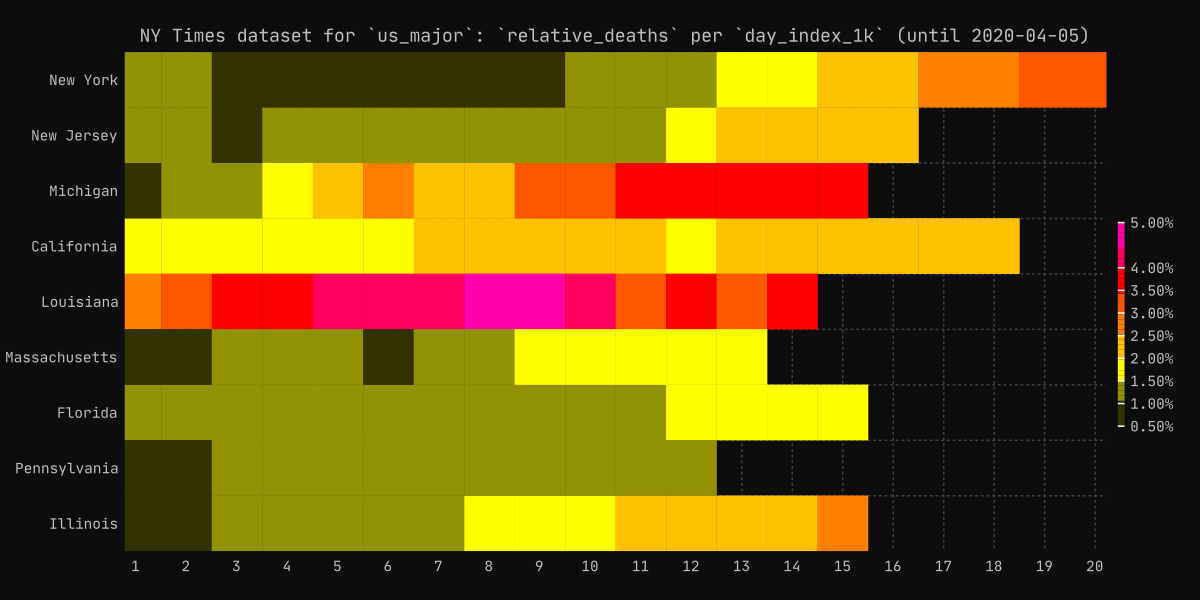 NY Times dataset for `us_major`: `relative_deaths` per `day_index_1k` (until 2020-04-05)
New York
New Jersey
Michigan
California
Louisiana
Massachusetts
Florida
Pennsylvania
Illinois
5.00%
4.00%
3.50%
3.00%
2.50%
2.00%
1.50%
1.00%
0.50%
1 2 3 4 5 6 7 8 9 10 11 12 13 14 15 16 17 18 19 20